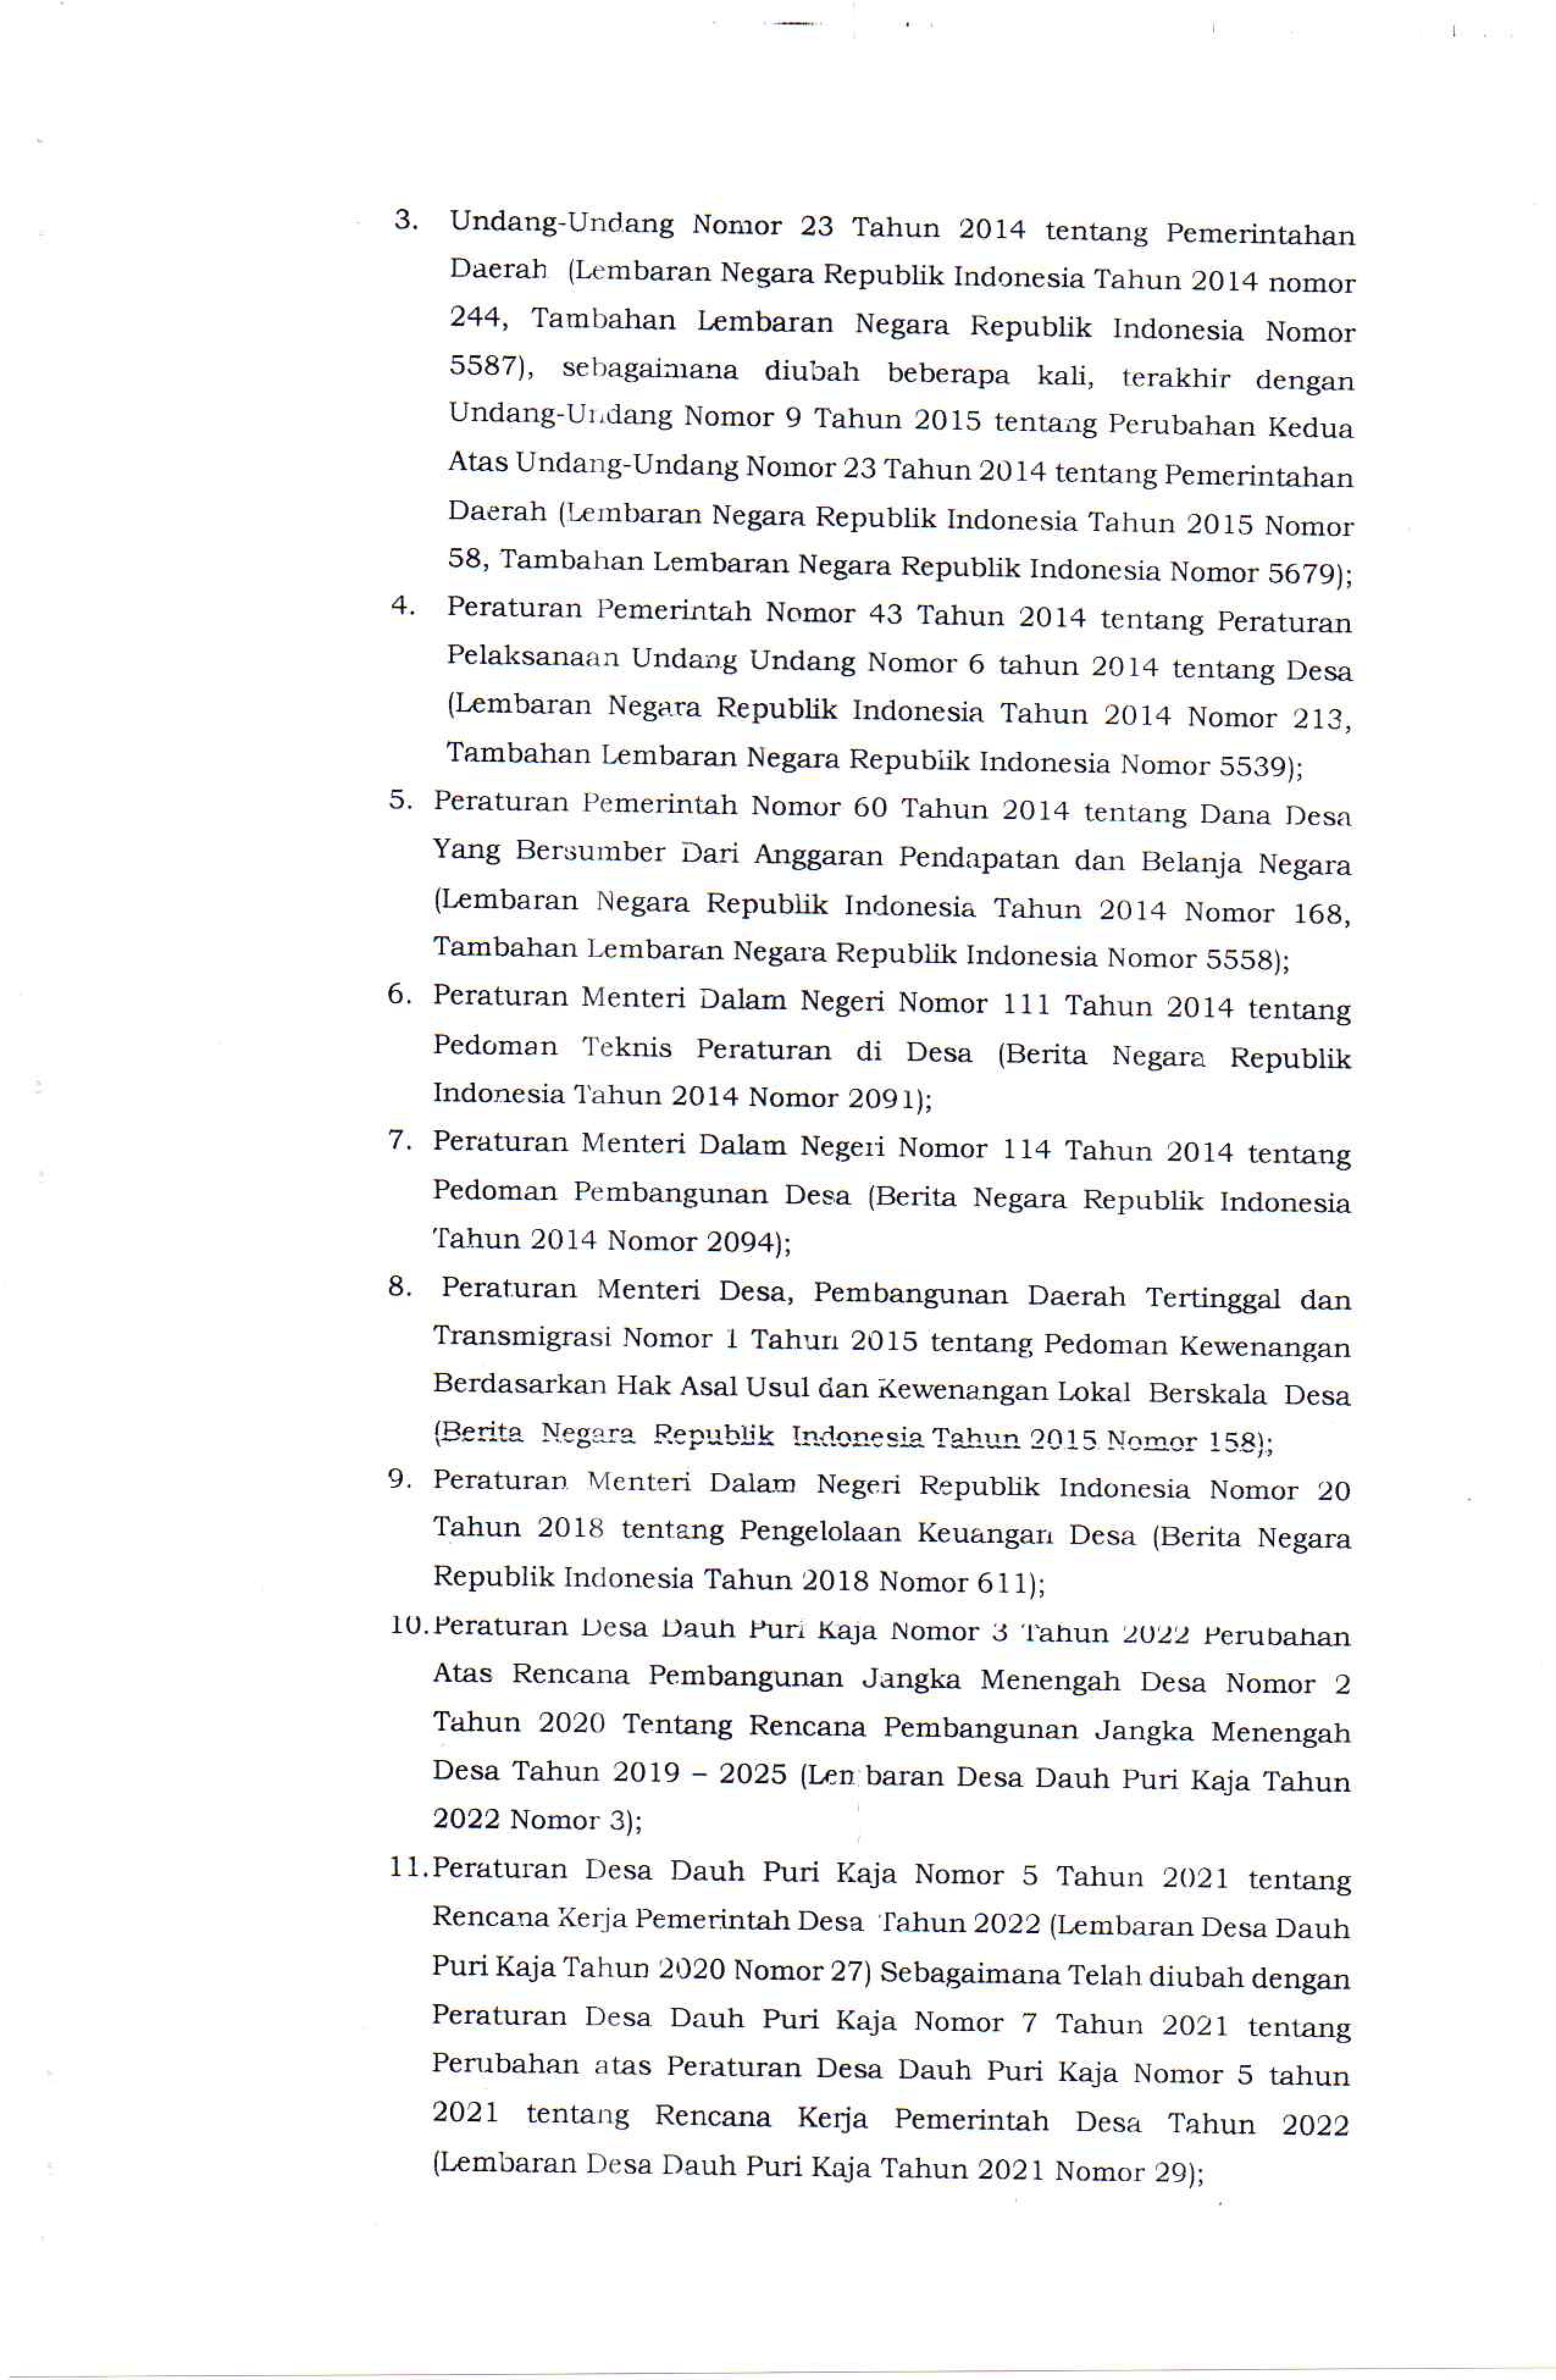 3. Undang-Undang Nomor 23 Tahun 2014 tentang Pemerintahan
Daerah (Lembaran Negara Republik Indonesia Tahun 2014 nomor
244, Tambahan Lembaran Negara Republik Indonesia Nomor
5587), sebagaimana diubah beberapa kali, terakhir dengan
Undang-Undang Nomor 9 Tahun 2015 tentang Perubahan Kedua
Atas Undang-Undang Nomor 23 Tahun 2014 tentang Pemerintahan
Daerah (Lembaran Negara Republik Indonesia Tahun 2015 Nomor
58, Tambahan Lembaran Negara Republik Indonesia Nomor 5679);
4. Peraturan Pemerintah Nomor 43 Tahun 2014 tentang Peraturan
Pelaksanaan Undang Undang Nomor 6 tahun 2014 tentang Desa
(Lembaran Negara Republik Indonesia Tahun 2014 Nomor 213,
Tambahan Lembaran Negara Republik Indonesia Nomor 5539);
5. Peraturan Pemerintah Nomor 60 Tahun 2014 tentang Dana Desa
Yang Bersumber Dari Anggaran Pendapatan dan Belanja Negara
(Lembaran Negara Republik Indonesia Tahun 2014 Nomor 168,
Tambahan Lembaran Negara Republik Indonesia Nomor 5558);
6. Peraturan Menteri Dalam Negeri Nomor 111 Tahun 2014 tentang
Pedoman Teknis Peraturan di Desa (Berita Negara Republik
Indonesia Tahun 2014 Nomor 2091);
7. Peraturan Menteri Dalam Negeri Nomor 114 Tahun 2014 tentang
Pedoman Pembangunan Desa (Berita Negara Republik Indonesia
Tahun 2014 Nomor 2094);
8. Peraturan Menteri Desa, Pembangunan Daerah Tertinggal dan
Transmigrasi Nomor 1 Tahun 2015 tentang Pedoman Kewenangan
Berdasarkan Hak Asal Usul dan Kewenangan Lokal Berskala Desa
(Berita Negara Republik Indonesia Tahun 2015 Nomor 158);
9. Peraturan Menteri Dalam Negeri Republik Indonesia Nomor 20
Tahun 2018 tentang Pengelolaan Keuangan Desa (Berita Negara
Republik Indonesia Tahun 2018 Nomor 611);
10. Peraturan Desa Dauh Puri Kaja Nomor 3 Tahun 2022 Perubahan
Atas Rencana Pembangunan Jangka Menengah Desa Nomor 2
Tahun 2020 Tentang Rencana Pembangunan Jangka Menengah
Desa Tahun 2019 – 2025 (Lembaran Desa Dauh Puri Kaja Tahun
2022 Nomor 3);
11. Peraturan Desa Dauh Puri Kaja Nomor 5 Tahun 2021 tentang
Rencana Kerja Pemerintah Desa Tahun 2022 (Lembaran Desa Dauh
Puri Kaja Tahun 2020 Nomor 27) Sebagaimana Telah diubah dengan
Peraturan Desa Dauh Puri Kaja Nomor 7 Tahun 2021 tentang
Perubahan atas Peraturan Desa Dauh Puri Kaja Nomor 5 tahun
2021 tentang Rencana Kerja Pemerintah Desa Tahun 2022
(Lembaran Desa Dauh Puri Kaja Tahun 2021 Nomor 29);